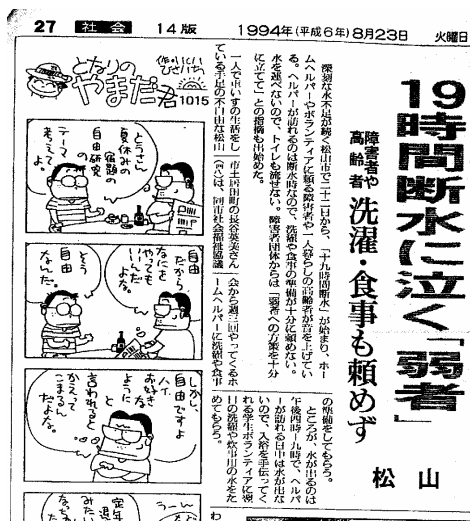 27 社会 14版 1994年(平成6年)8月23日 火曜日
19時間断水に泣く「弱者」
障害者や
高齢者
洗濯・食事も頼めず
松山
深刻な水不足が続く松山市で二十二日から、「十九時間断水」が始まり、ホー
ムヘルパーやボランティアに頼る障害者や一人暮らしの高齢者が音を上げてい
る。ヘルパーが訪れるのは断水時なので、洗濯や食事の準備が十分に頼めない。
水を運べないので、トイレも流せない。障害者団体からは「弱者への方策を十分
に立てて」との指摘も出始めた。
一人で車いすの生活をし
ている手足の不自由な松山
市土居田町の長谷英美さん
は、同市社会福祉協議
会から週三回やってくるホ
ームヘルパーに洗濯や食事
の準備をしてもらう。
ところが、水が出るのは
午後四時―九時で、ヘルパ
ーが訪れる日中は水が出な
いので、入浴を手伝ってく
れる学生ボランティアに夜
の洗濯や炊事用の水をた
めてもらう。
となりの
やまだ君
1015
いしい
ひさいち
とうさん
夏休みの
宿題の
自由研究
の
テーマ
考えて
よ
自由
だから
なにを
やっても
いいんだ
よな。
そう
自由
なんだ。
しかし、
自由ですよ
ハイ
お好きな
ように
と
言われると
かえって
こまるん
だよな。
うーん
定年
退
みたい
な